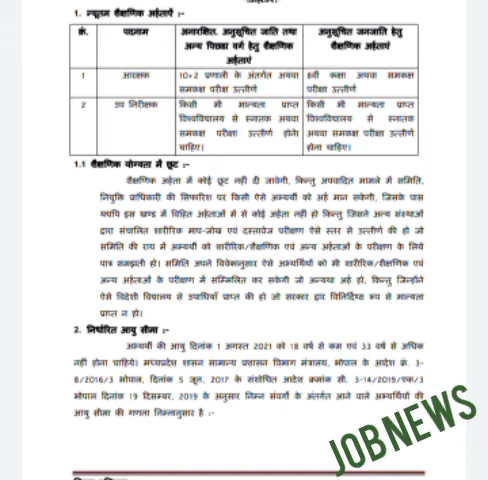 1. न्यूतम शैक्षणिक अर्हताऐं :-
क्रं. पदनाम अनारक्षित, अनुसूचित जाति तथा अन्य पिछडा वर्ग हेतु शैक्षणिक अर्हताएं अनुसूचित जनजाति हेतु शैक्षणिक अर्हताएं
1 आरक्षक 10+2 प्रणाली के अंतर्गत अथवा समकक्ष परीक्षा उत्तीर्ण 8वीं कक्षा अथवा समकक्ष परीक्षा उत्तीर्ण
2 उप निरीक्षक किसी भी मान्यता प्राप्त विश्वविद्यालय से स्नातक अथवा समकक्ष परीक्षा उत्तीर्ण होना चाहिए। किसी भी मान्यता प्राप्त विश्वविद्यालय से स्नातक अथवा समकक्ष परीक्षा उत्तीर्ण होना चाहिए।
1.1 शैक्षणिक योग्यता में छूट :-
शैक्षणिक अर्हता में कोई छूट नहीं दी जावेगी, किन्तु अपवादित मामले में समिति,
नियुक्ति प्राधिकारी की सिफारिश पर किसी ऐसे अभ्यर्थी को अर्ह मान सकेगी, जिसके पास
यद्यपि इस खण्ड में विहित अर्हताओं में से कोई अर्हता नहीं हो किन्तु जिसने अन्य संस्थाओं
द्वारा संचालित शारीरिक माप-जोख एवं दस्तावेज परीक्षण ऐसे स्तर से उत्तीर्ण की हो जो
समिति की राय में अभ्यर्थी को शारीरिक/शैक्षणिक एवं अन्य अर्हताओं के परीक्षण के लिये
पात्र समझती हो। समिति अपने विवेकानुसार ऐसे अभ्यर्थियों को भी शारीरिक/शैक्षणिक एवं
अन्य अर्हताओं के परीक्षण में सम्मिलित कर सकेगी जो अन्यथा अर्ह हो, किन्तु जिन्होंने
ऐसे विदेशी विद्यालय से उपाधियाँ प्राप्त की हो जो सरकार द्वारा विनिर्दिष्ट रूप से मान्यता
प्राप्त न हो।
2. निर्धारित आयु सीमा :-
अभ्यर्थी की आयु दिनांक 1 अगस्त 2021 को 18 वर्ष से कम एवं 33 वर्ष से अधिक
नहीं होना चाहिये। मध्यप्रदेश शासन सामान्य प्रशासन विभाग मंत्रालय, भोपाल के आदेश क्रं. 3-
8/2016/3 भोपाल, दिनांक 5 जून, 2017 के संशोधित आदेश क्रमांक सी. 3-14/2019/एक/3
भोपाल दिनांक 19 दिसम्बर, 2019 के अनुसार निम्न संवर्गो के अंतर्गत आने वाले अभ्यर्थियों की
आयु सीमा की गणना निम्नानुसार है :-
JOBNEWS